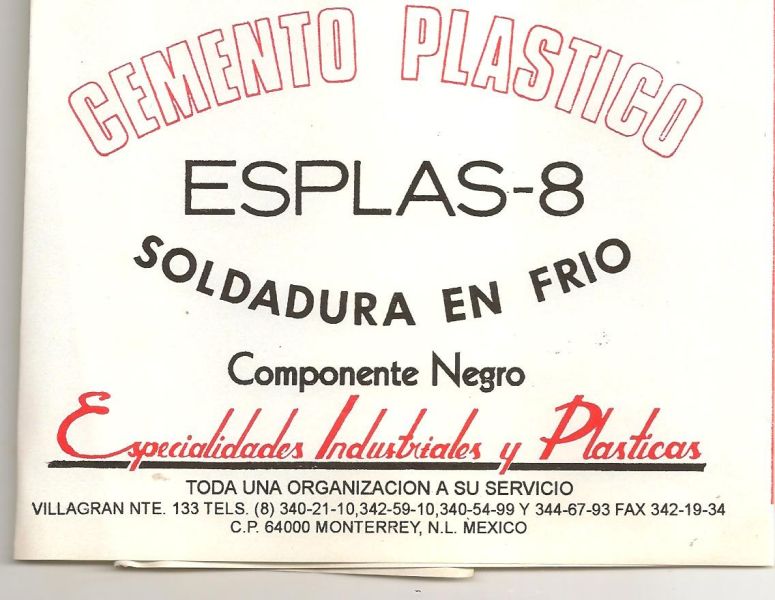 CEMENTO PLASTICO
ESPLAS-8
SOLDADURA EN FRIO
Componente Negro
Especialidades Industriales y Plasticas
TODA UNA ORGANIZACION A SU SERVICIO
VILLAGRAN NTE. 133 TELS. (8) 340-21-10,342-59-10,340-54-99 Y 344-67-93 FAX 342-19-34
C.P. 64000 MONTERREY, N.L. MEXICO